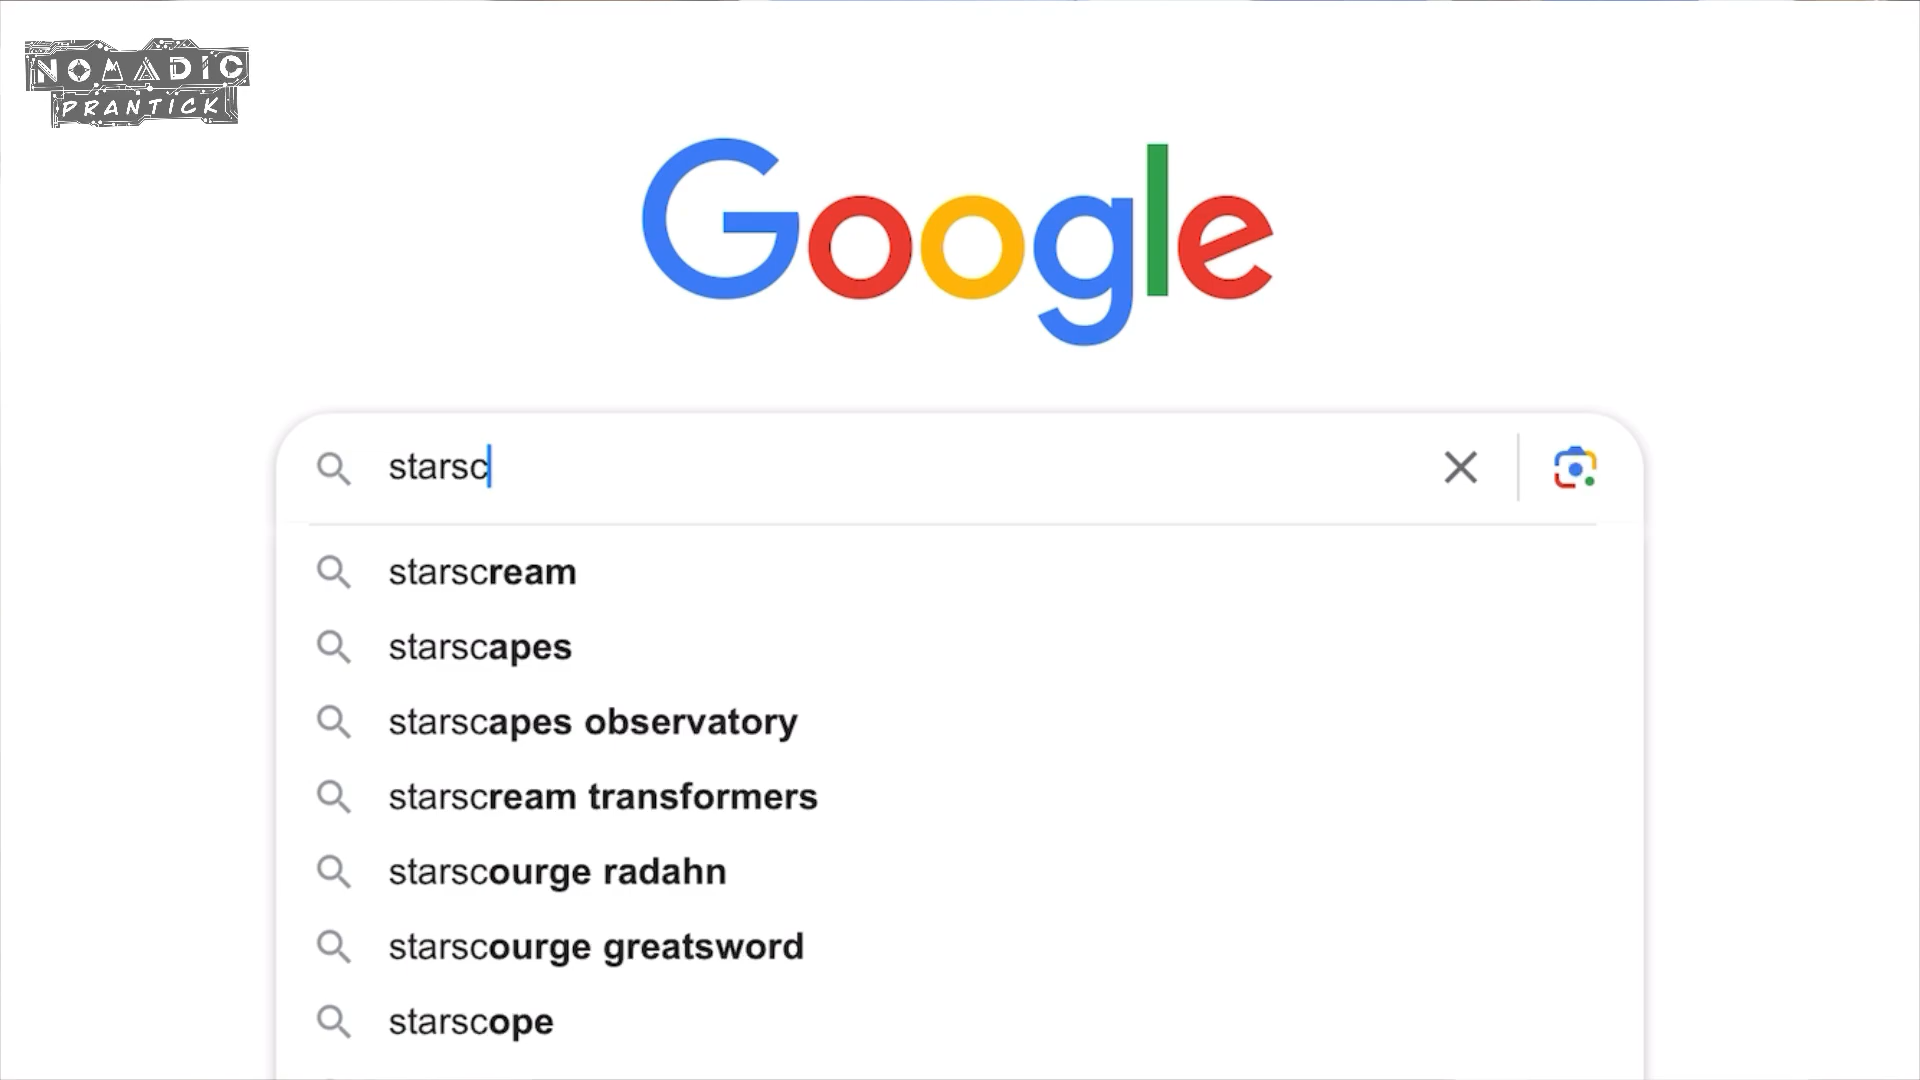 NOMADIC
PRANTICK
Google
starsc
starscream
starscapes
starscapes observatory
starscream transformers
starscourge radahn
starscourge greatsword
starscope